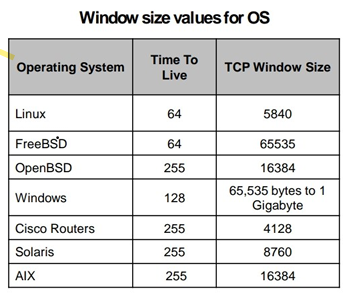 Window size values for OS
Operating System Time To Live TCP Window Size
Linux 64 5840
FreeBSD 64 65535
OpenBSD 255 16384
Windows 128 65,535 bytes to 1 Gigabyte
Cisco Routers 255 4128
Solaris 255 8760
AIX 255 16384